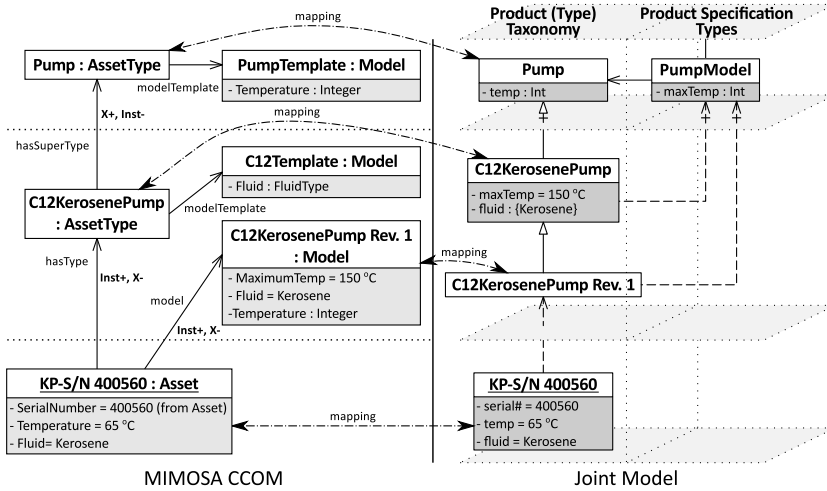 mapping
Product (Type)
Taxonomy
Product Specification
Types
Pump : AssetType
modelTemplate
PumpTemplate : Model
- Temperature : Integer
Pump
- temp : Int
PumpModel
- maxTemp : Int
X+, Inst-
mapping
hasSuperType
C12Template : Model
- Fluid : FluidType
C12KerosenePump
: AssetType
modelTemplate
C12KerosenePump
- maxTemp = 150 °C
- fluid : {Kerosene}
hasType
Inst+, X-
model
Inst+, X-
C12KerosenePump Rev. 1
: Model
- MaximumTemp = 150 °C
- Fluid = Kerosene
-Temperature : Integer
mapping
C12KerosenePump Rev. 1
KP-S/N 400560 : Asset
- SerialNumber = 400560 (from Asset)
- Temperature = 65 °C
- Fluid= Kerosene
mapping
KP-S/N 400560
- serial# = 400560
- temp = 65 °C
- fluid = Kerosene
MIMOSA CCOM
Joint Model